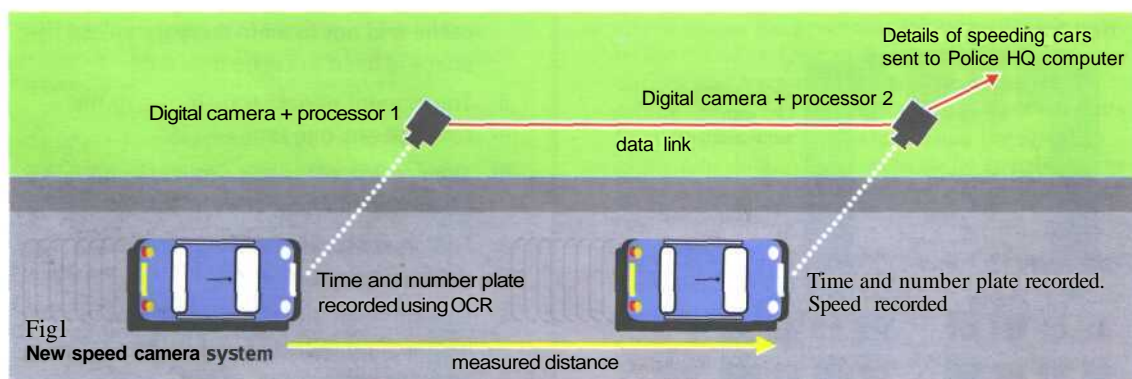 Details of speeding cars
sent to Police HQ computer
Digital camera + processor 1
Digital camera + processor 2
data link
Time and number plate
recorded using OCR
Time and number plate recorded.
Speed recorded
Fig1
New speed camera system
measured distance